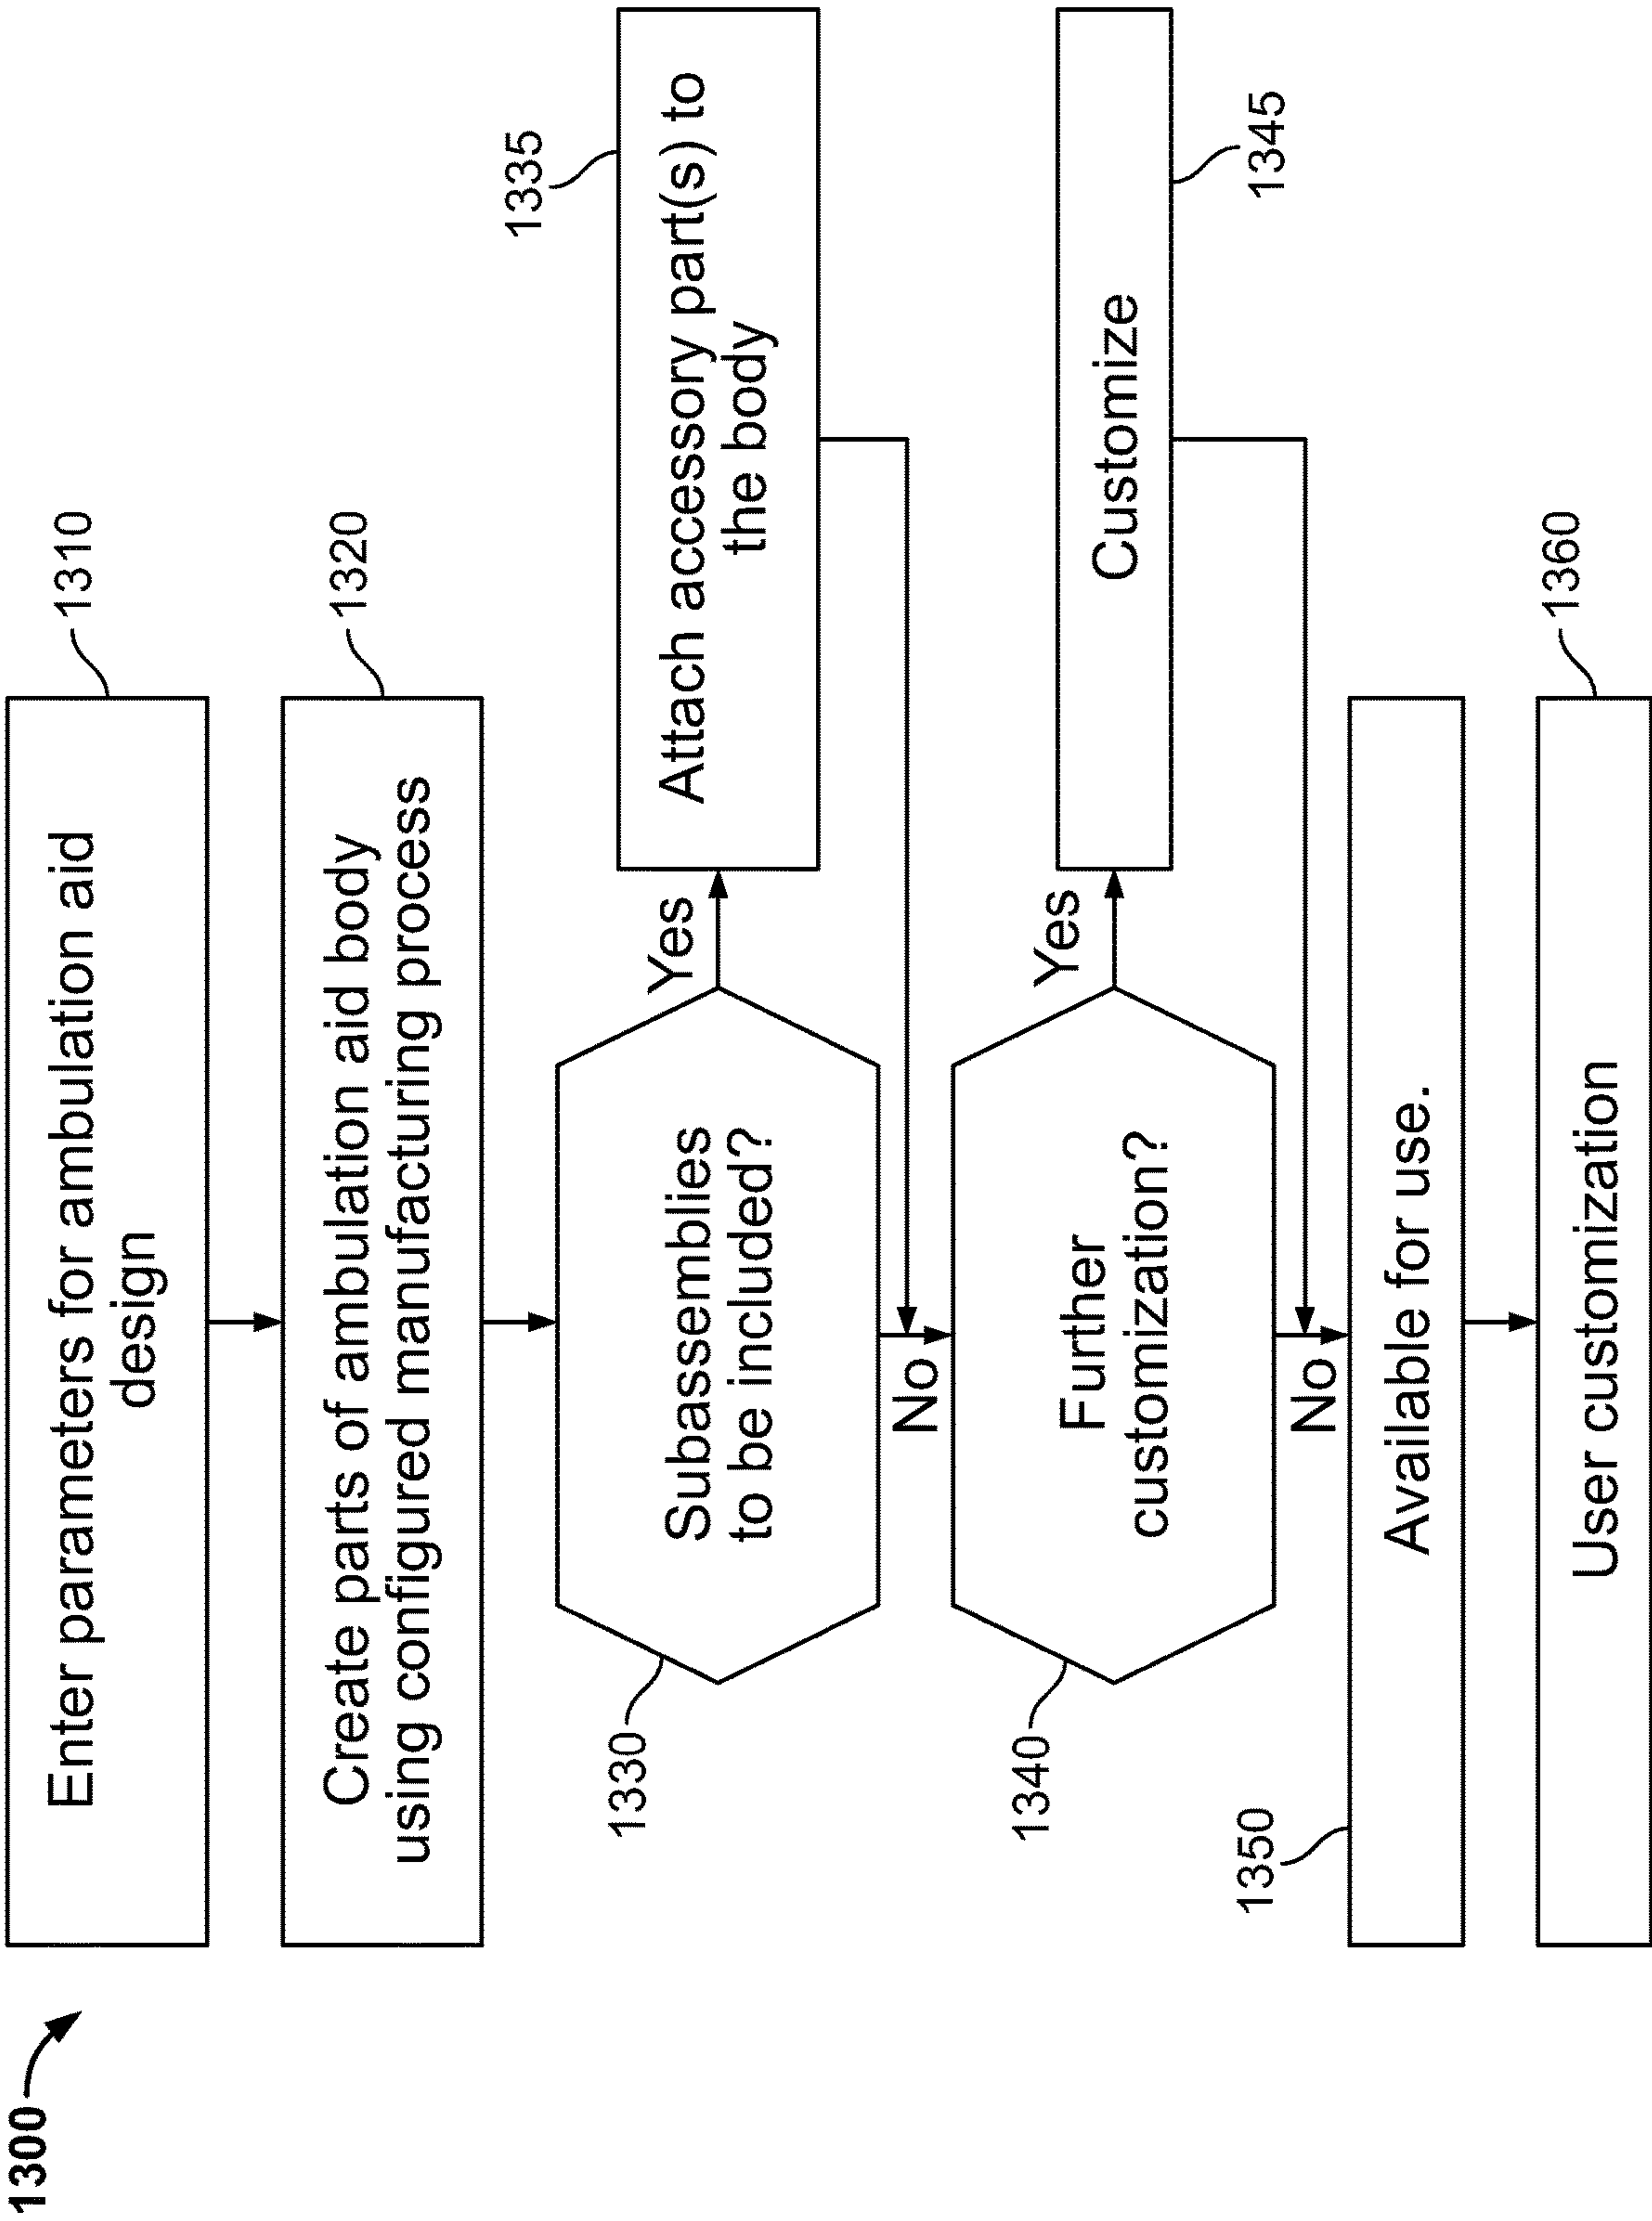 1300
Enter parameters for ambulation aid
design
1310
Create parts of ambulation aid body
using configured manufacturing process
1320
Subassemblies
to be included?
1330
Yes
Attach accessory part(s) to
the body
1335
No
Further
customization?
1340
Yes
Customize
1345
No
Available for use.
1350
User customization
1360